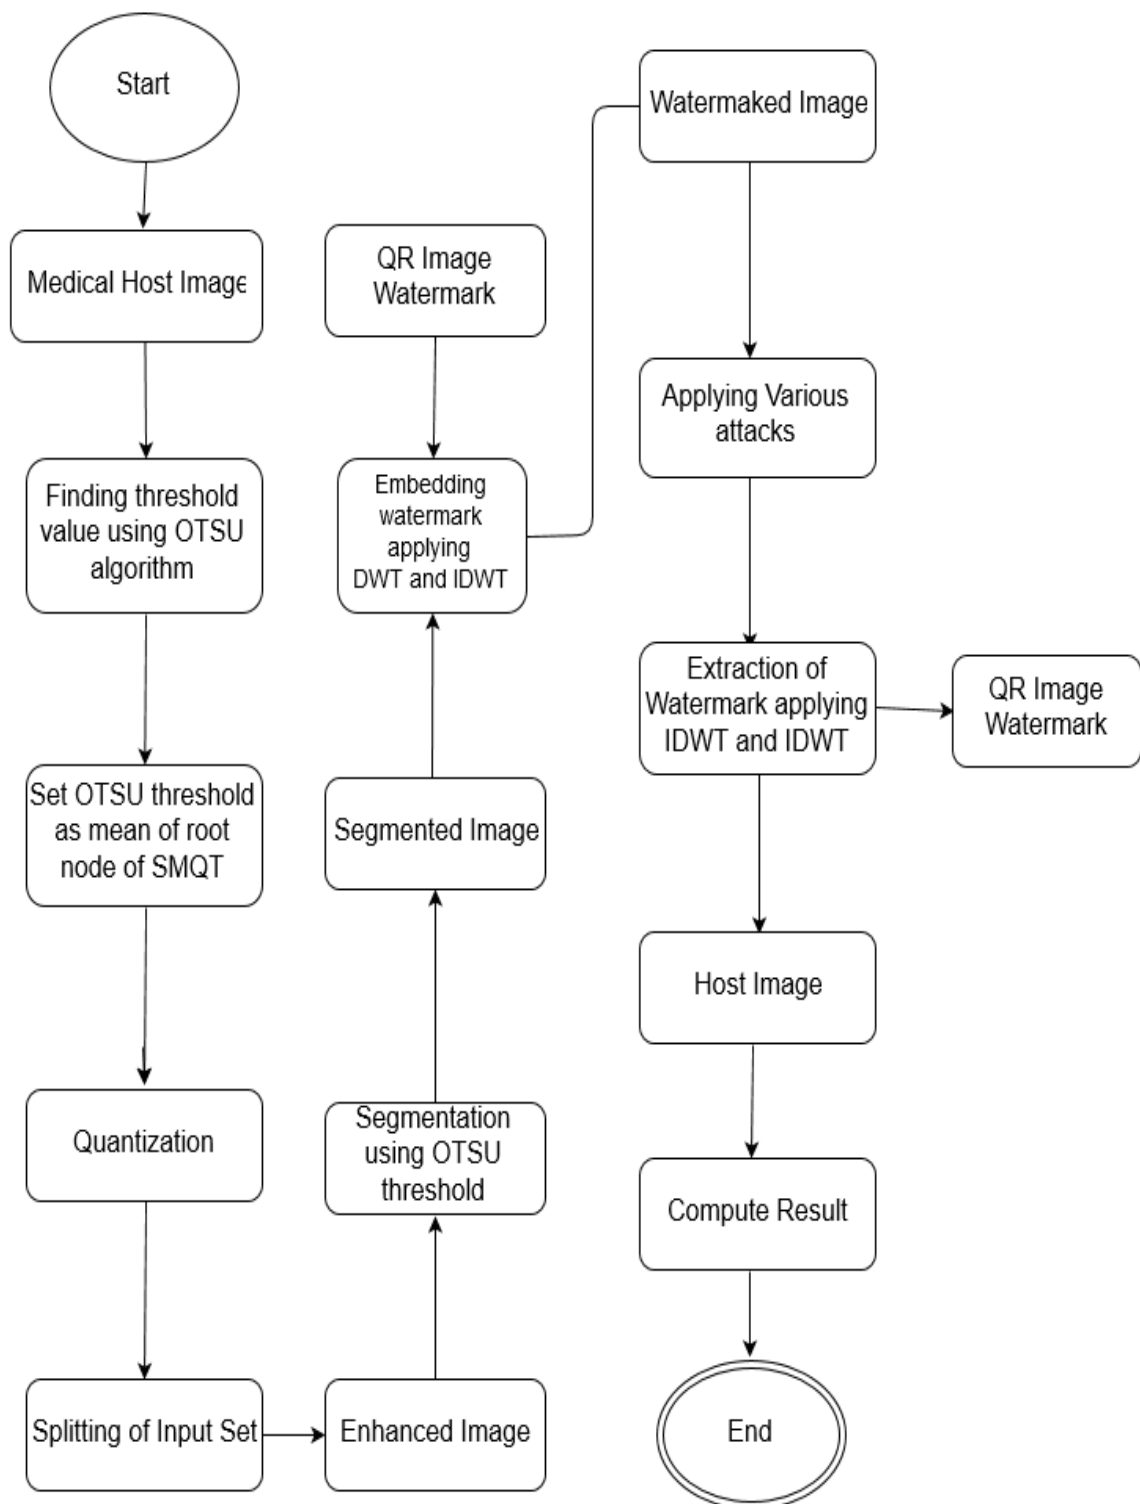 Start
Medical Host Image
Finding threshold
value using OTSU
algorithm
Set OTSU threshold
as mean of root
node of SMQT
Quantization
Splitting of Input Set
Enhanced Image
Segmentation
using OTSU
threshold
Segmented Image
QR Image
Watermark
Embedding
watermark
applying
DWT and IDWT
Watermaked Image
Applying Various
attacks
Extraction of
Watermark applying
IDWT and IDWT
QR Image
Watermark
Host Image
Compute Result
End